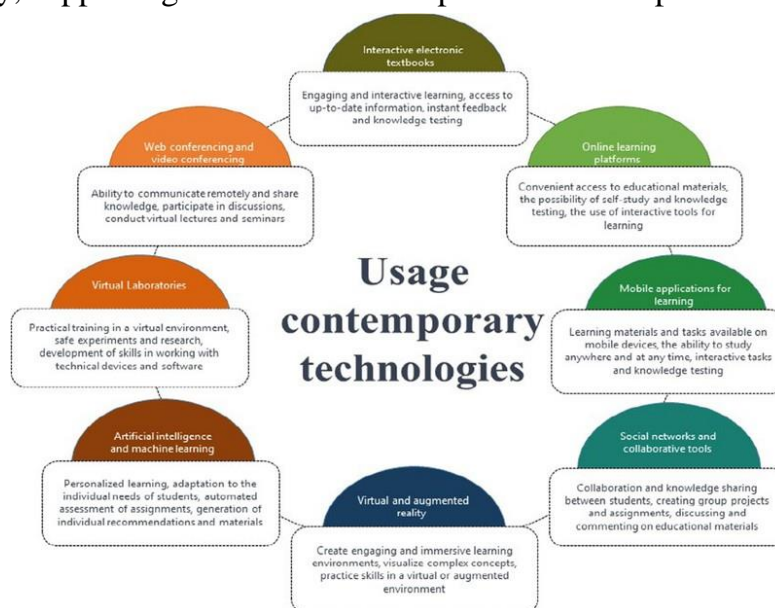 Interactive electronic
textbooks
Engaging and interactive learning, access to
up-to-date information, instant feedback
and knowledge testing
Web conferencing and
video conferencing
Ability to communicate remotely and share
knowledge, participate in discussions,
conduct virtual lectures and seminars
Online learning
platforms
Convenient access to educational materials,
the possibility of self-study and knowledge
testing, the use of interactive tools for
learning
Virtual Laboratories
Practical training in a virtual environment,
safe experiments and research,
development of skills in working with
technical devices and software
Usage
contemporary
technologies
Mobile applications for
learning
Learning materials and tasks available on
mobile devices, the ability to study
anywhere and at any time, interactive tasks
and knowledge testing
Artificial intelligence
and machine learning
Personalized learning, adaptation to the
individual needs of students, automated
assessment of assignments, generation of
individual recommendations and materials
Virtual and augmented
reality
Create engaging and immersive learning
environments, visualize complex concepts,
practice skills in a virtual or augmented
environment
Social networks and
collaborative tools
Collaboration and knowledge sharing
between students, creating group projects
and assignments, discussing and
commenting on educational materials